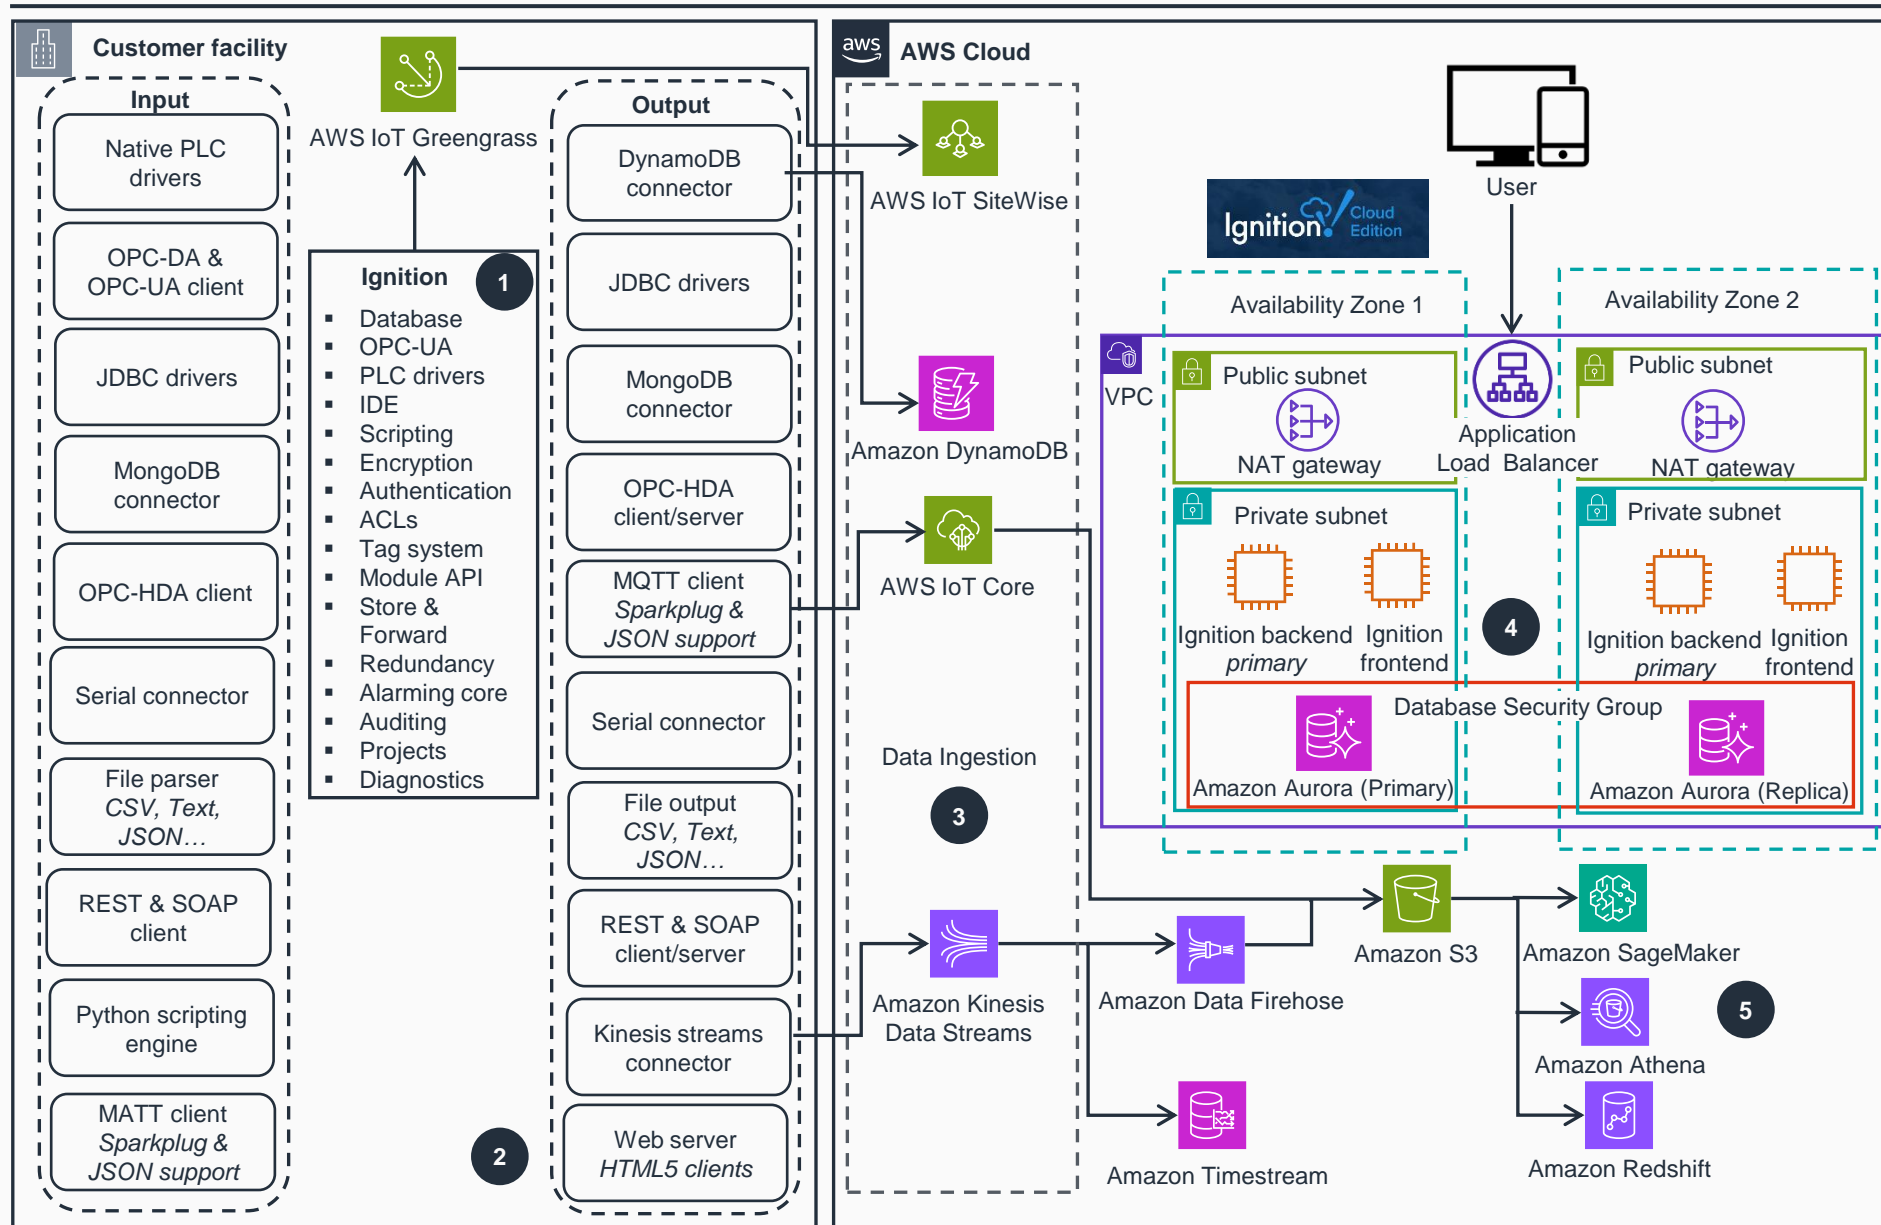 Customer facility
Input
Native PLC
drivers
OPC-DA &
OPC-UA client
JDBC drivers
MongoDB
connector
OPC-HDA client
Serial connector
File parser
CSV, Text,
JSON…
REST & SOAP
client
Python scripting
engine
MATT client
Sparkplug &
JSON support
AWS IoT Greengrass
Ignition
1
▪ Database
▪ OPC-UA
▪ PLC drivers
▪ IDE
▪ Scripting
▪ Encryption
▪ Authentication
▪ ACLs
▪ Tag system
▪ Module API
▪ Store &
Forward
▪ Redundancy
▪ Alarming core
▪ Auditing
▪ Projects
▪ Diagnostics
2
Output
DynamoDB
connector
JDBC drivers
MongoDB
connector
OPC-HDA
client/server
MQTT client
Sparkplug &
JSON support
Serial connector
File output
CSV, Text,
JSON…
REST & SOAP
client/server
Kinesis streams
connector
Web server
HTML5 clients
aws
AWS Cloud
AWS IoT SiteWise
Amazon DynamoDB
AWS IoT Core
Data Ingestion
3
Amazon Kinesis
Data Streams
User
Ignition!
Cloud
Edition
Availability Zone 1
Availability Zone 2
VPC
Public subnet
NAT gateway
Application
Load Balancer
Public subnet
NAT gateway
Private subnet
Ignition backend
primary
Ignition
frontend
4
Private subnet
Ignition backend
primary
Ignition
frontend
Database Security Group
Amazon Aurora (Primary)
Amazon Aurora (Replica)
Amazon Data Firehose
Amazon Timestream
Amazon S3
Amazon SageMaker
Amazon Athena
5
Amazon Redshift